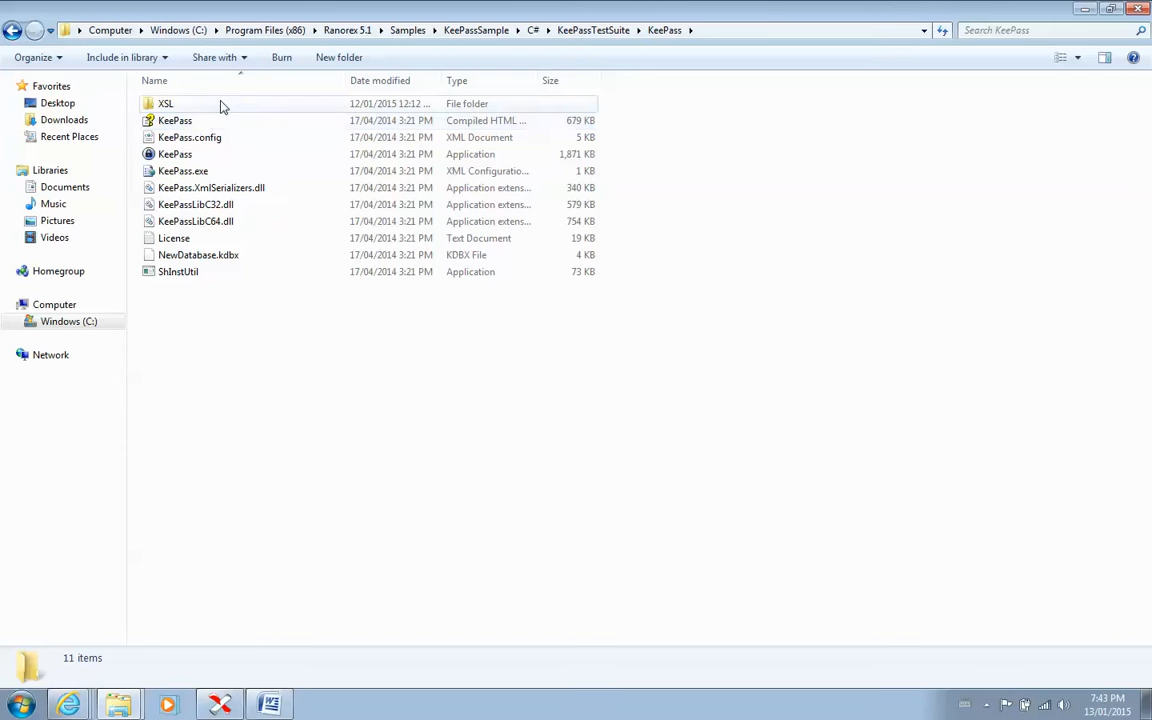 Computer Windows (C:) Program Files (x86) Ranorex 5.1 Samples KeePassSample C# KeePassTestSuite KeePass Search KeePass
Organize Include in library Share with Burn New folder
Name Date modified Type Size
Favorites
Desktop
Downloads
Recent Places
Libraries
Documents
Music
Pictures
Videos
Homegroup
Computer
Windows (C:)
Network
XSL 12/01/2015 12:12 ... File folder
KeePass 17/04/2014 3:21 PM Compiled HTML ... 679 KB
KeePass.config 17/04/2014 3:21 PM XML Document 5 KB
KeePass 17/04/2014 3:21 PM Application 1,871 KB
KeePass.exe 17/04/2014 3:21 PM XML Configuratio... 1 KB
KeePass.XmlSerializers.dll 17/04/2014 3:21 PM Application extens... 340 KB
KeePassLibC32.dll 17/04/2014 3:21 PM Application extens... 579 KB
KeePassLibC64.dll 17/04/2014 3:21 PM Application extens... 754 KB
License 17/04/2014 3:21 PM Text Document 19 KB
NewDatabase.kdbx 17/04/2014 3:21 PM KDBX File 4 KB
ShInstUtil 17/04/2014 3:21 PM Application 73 KB
11 items
7:43 PM
13/01/2015